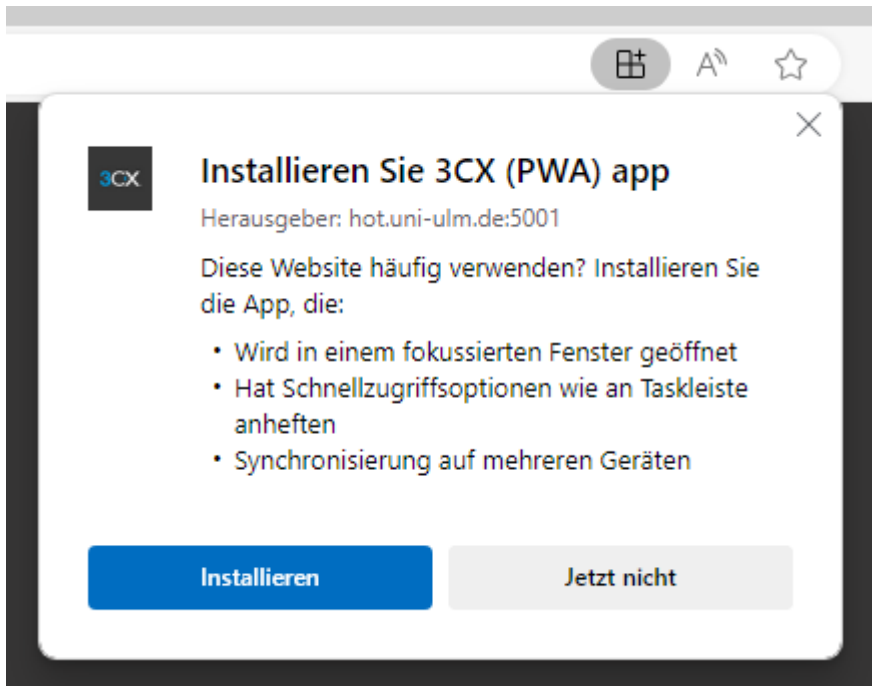 3CX
Installieren Sie 3CX (PWA) app
Herausgeber: hot.uni-ulm.de:5001
Diese Website häufig verwenden? Installieren Sie
die App, die:
• Wird in einem fokussierten Fenster geöffnet
• Hat Schnellzugriffsoptionen wie an Taskleiste
anheften
• Synchronisierung auf mehreren Geräten
Installieren
Jetzt nicht